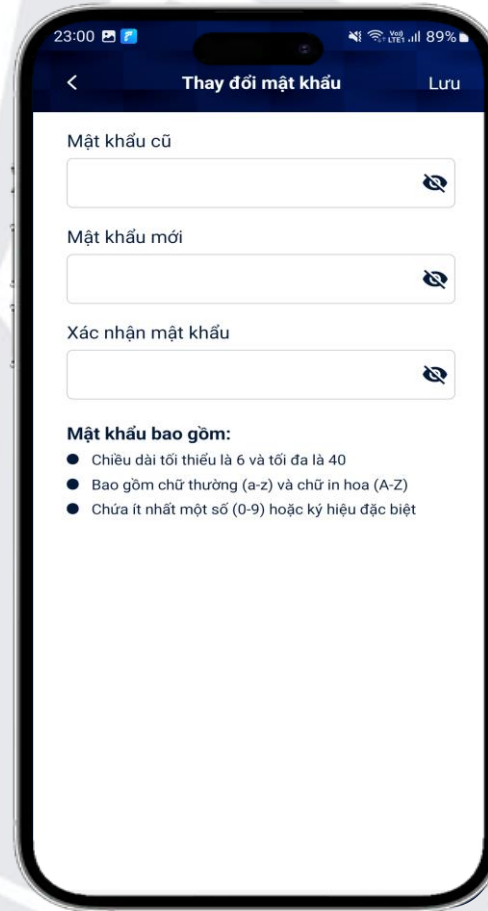 23:00 Vo) LTE1 89%
Thay đổi mật khẩu Lưu
Mật khẩu cũ
Mật khẩu mới
Xác nhận mật khẩu
Mật khẩu bao gồm:
Chiều dài tối thiểu là 6 và tối đa là 40
Bao gồm chữ thường (a-z) và chữ in hoa (A-Z)
Chứa ít nhất một số (0-9) hoặc ký hiệu đặc biệt